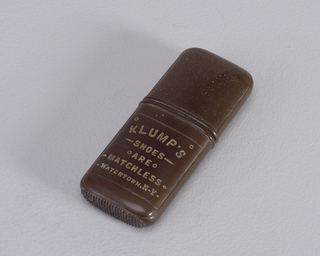 KLUMP'S
SHOES
ARE
MATCHLESS
WATERTOWN, N.Y.